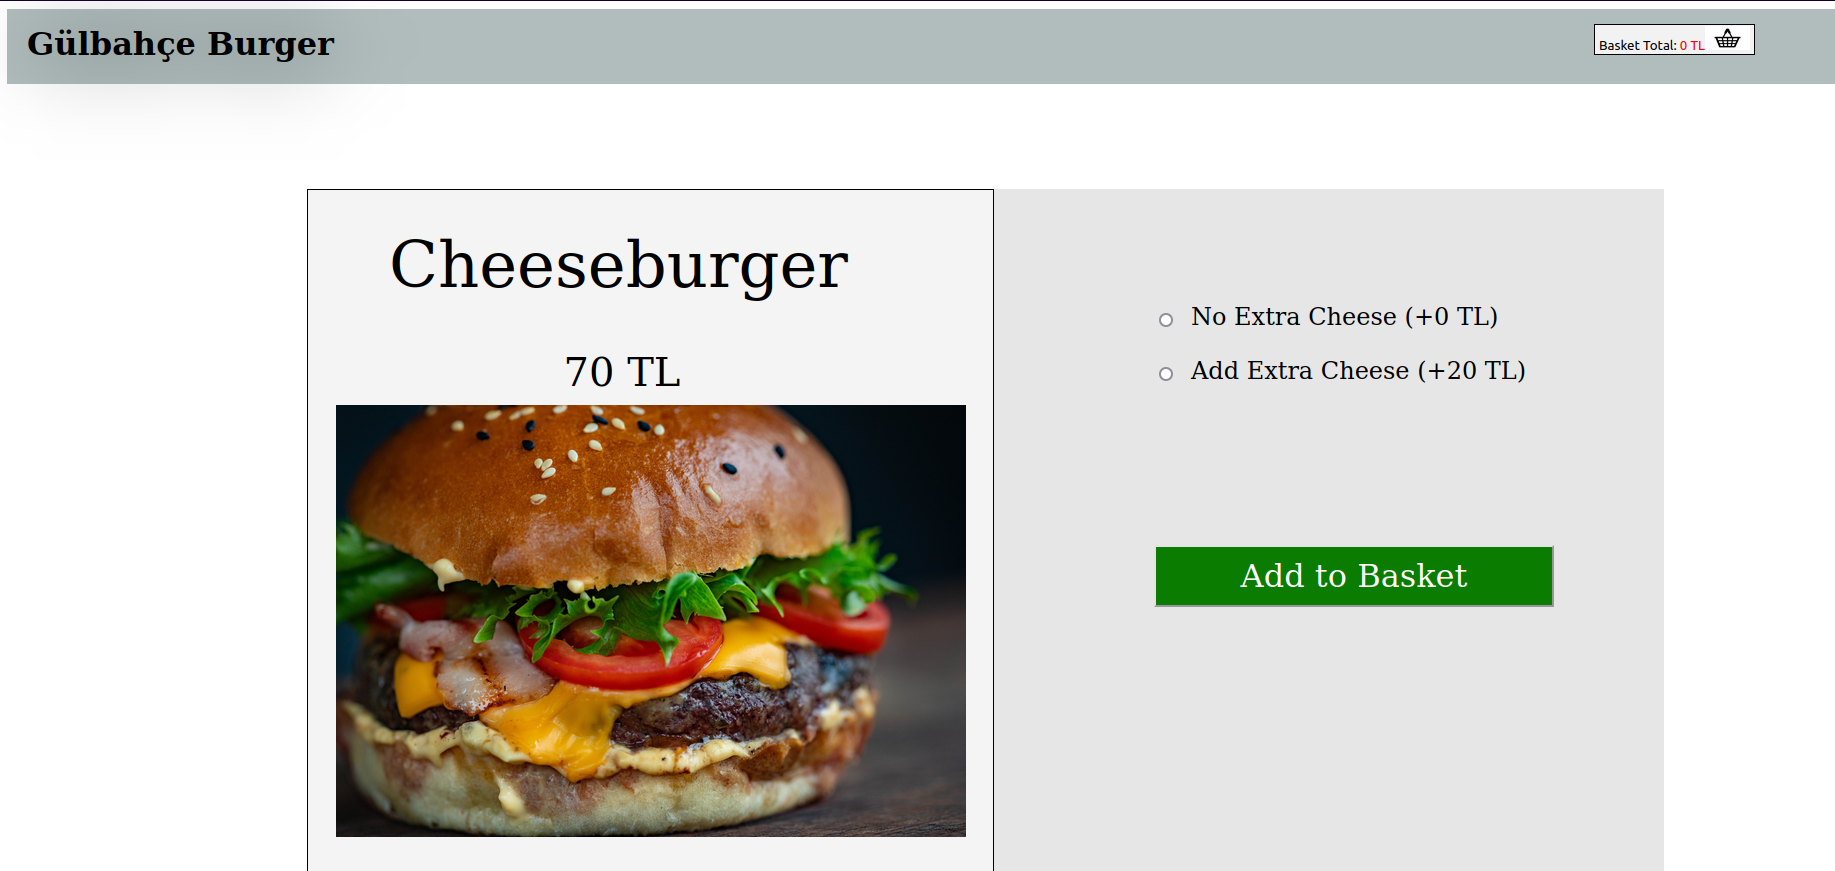 Gülbahçe Burger
Basket Total: 0 TL
Cheeseburger
70 TL
No Extra Cheese (+0 TL)
Add Extra Cheese (+20 TL)
Add to Basket